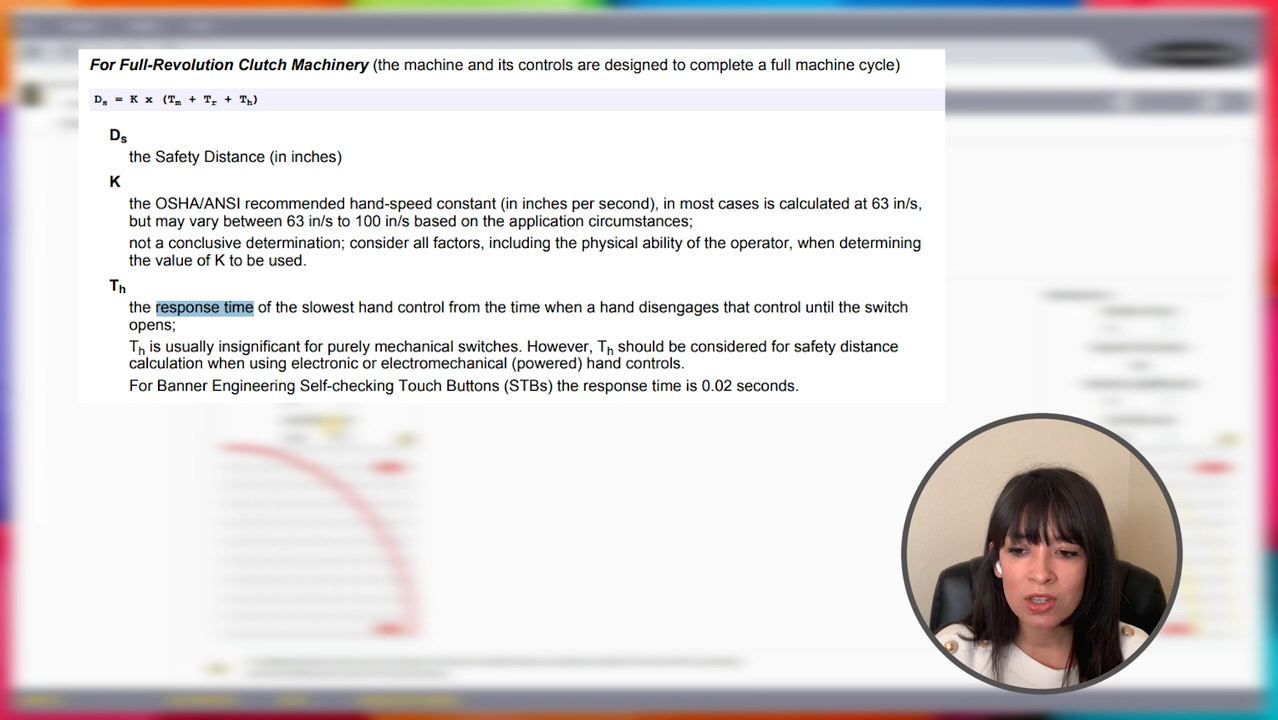 For Full-Revolution Clutch Machinery (the machine and its controls are designed to complete a full machine cycle)
Ds = K x (Tm + Tr + Th)
Ds
the Safety Distance (in inches)
K
the OSHA/ANSI recommended hand-speed constant (in inches per second), in most cases is calculated at 63 in/s,
but may vary between 63 in/s to 100 in/s based on the application circumstances;
not a conclusive determination; consider all factors, including the physical ability of the operator, when determining
the value of K to be used.
Th
the response time of the slowest hand control from the time when a hand disengages that control until the switch
opens;
Th is usually insignificant for purely mechanical switches. However, Th should be considered for safety distance
calculation when using electronic or electromechanical (powered) hand controls.
For Banner Engineering Self-checking Touch Buttons (STBs) the response time is 0.02 seconds.